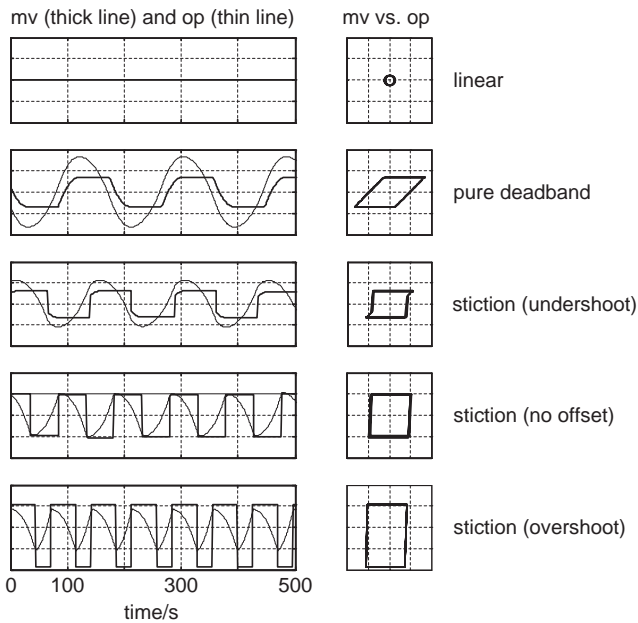 mv (thick line) and op (thin line)
mv vs. op
linear
pure deadband
stiction (undershoot)
stiction (no offset)
stiction (overshoot)
0 100 300 500
time/s